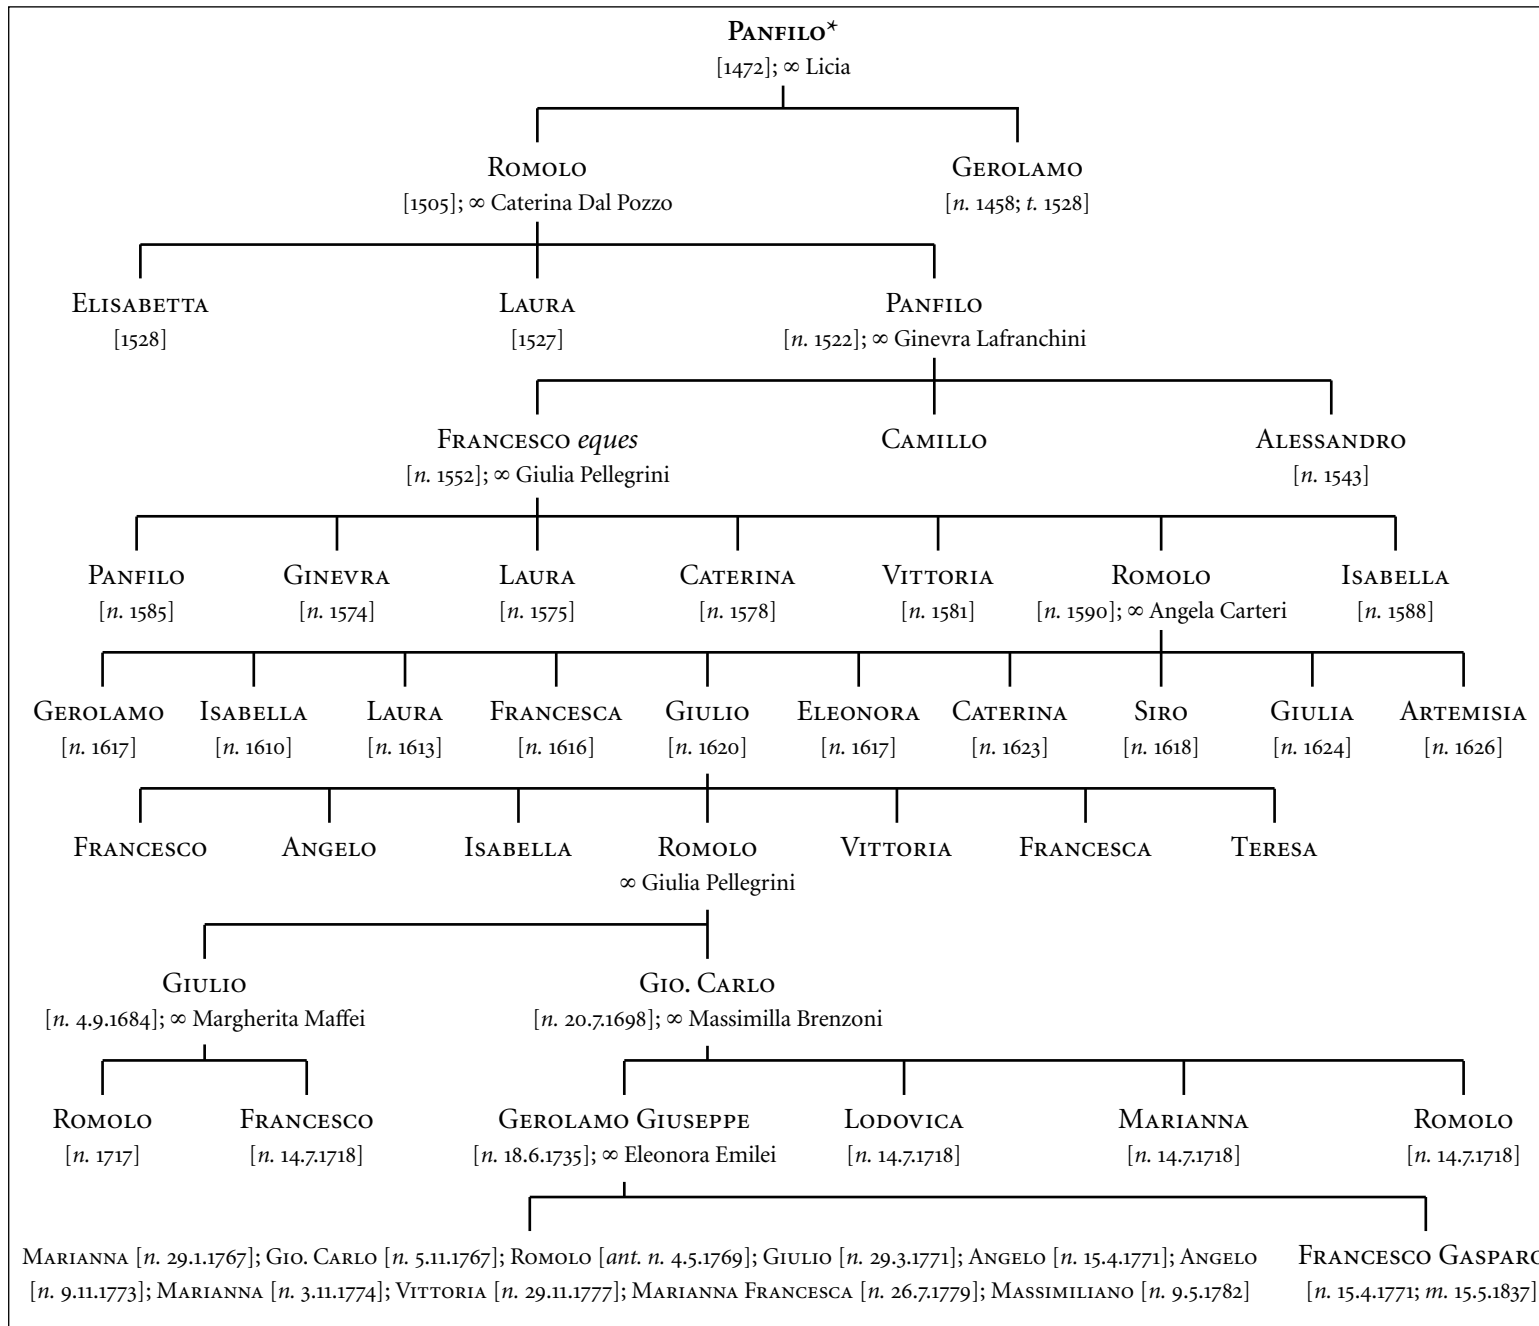 PANFILO*
[1472]; ∞ Licia
ROMOLO GEROLAMO
[1505]; ∞ Caterina Dal Pozzo [n. 1458; t. 1528]
ELISABETTA LAURA PANFILO
[1528] [1527] [n. 1522]; ∞ Ginevra Lafranchini
FRANCESCO eques CAMILLO ALESSANDRO
[n. 1552]; ∞ Giulia Pellegrini [n. 1543]
PANFILO GINEVRA LAURA CATERINA VITTORIA ROMOLO ISABELLA
[n. 1585] [n. 1574] [n. 1575] [n. 1578] [n. 1581] [n. 1590]; ∞ Angela Carteri [n. 1588]
GEROLAMO ISABELLA LAURA FRANCESCA GIULIO ELEONORA CATERINA SIRO GIULIA ARTEMISIA
[n. 1617] [n. 1610] [n. 1613] [n. 1616] [n. 1620] [n. 1617] [n. 1623] [n. 1618] [n. 1624] [n. 1626]
FRANCESCO ANGELO ISABELLA ROMOLO VITTORIA FRANCESCA TERESA
∞ Giulia Pellegrini
GIULIO GIO. CARLO
[n. 4.9.1684]; ∞ Margherita Maffei [n. 20.7.1698]; ∞ Massimilla Brenzoni
ROMOLO FRANCESCO GEROLAMO GIUSEPPE LODOVICA MARIANNA ROMOLO
[n. 1717] [n. 14.7.1718] [n. 18.6.1735]; ∞ Eleonora Emilei [n. 14.7.1718] [n. 14.7.1718] [n. 14.7.1718]
MARIANNA [n. 29.1.1767]; GIO. CARLO [n. 5.11.1767]; ROMOLO [ant. n. 4.5.1769]; GIULIO [n. 29.3.1771]; ANGELO [n. 15.4.1771]; ANGELO FRANCESCO GASPARO
[n. 9.11.1773]; MARIANNA [n. 3.11.1774]; VITTORIA [n. 29.11.1777]; MARIANNA FRANCESCA [n. 26.7.1779]; MASSIMILIANO [n. 9.5.1782] [n. 15.4.1771; m. 15.5.1837]